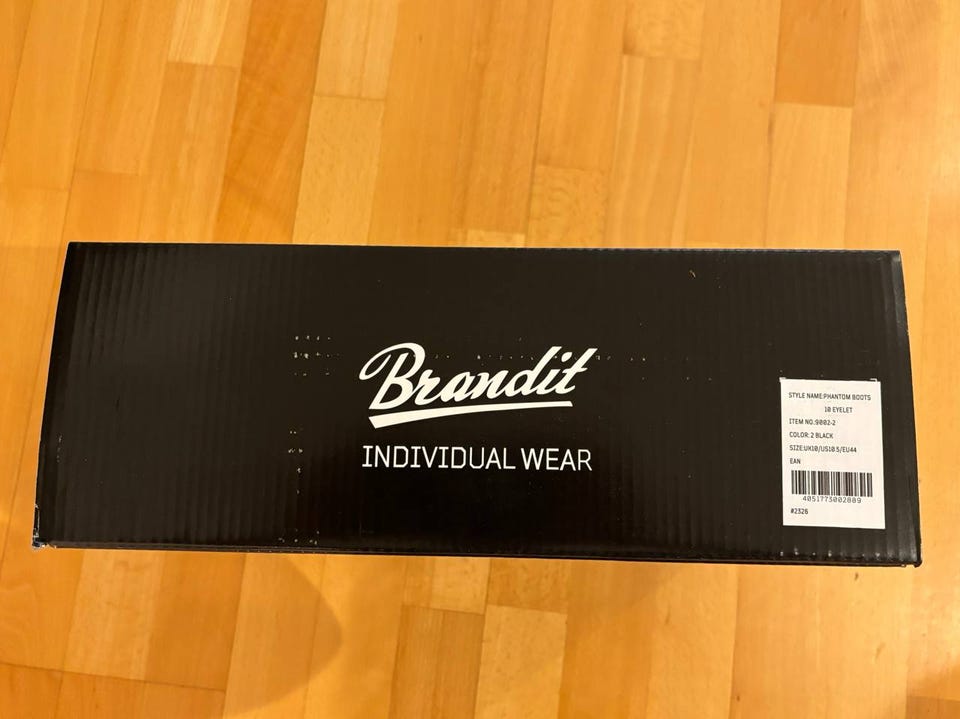 Brandit
INDIVIDUAL WEAR
STYLE NAME:PHANTOM BOOTS
10 EYELET
ITEM NO.:9002-2
COLOR: 2 BLACK
SIZE:UK10/US10.5/EU44
EAN
4051773002889
#2326